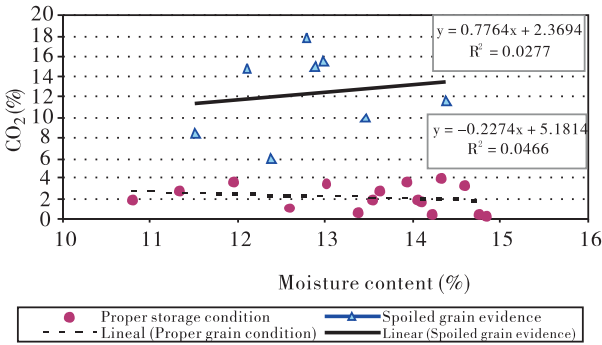 20
18
16
14
12
10
8
6
4
2
0
CO2(%)
y = 0.7764x + 2.3694
R2 = 0.0277
y = −0.2274x + 5.1814
R2 = 0.0466
10 11 12 13 14 15 16
Moisture content (%)
Proper storage condition Spoiled grain evidence
Lineal (Proper grain condition) Linear (Spoiled grain evidence)